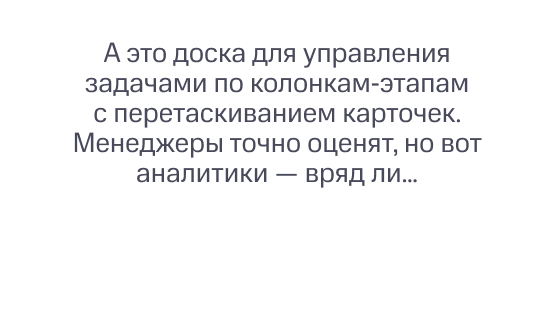 А это доска для управления
задачами по колонкам-этапам
с перетаскиванием карточек.
Менеджеры точно оценят, но вот
аналитики — вряд ли...